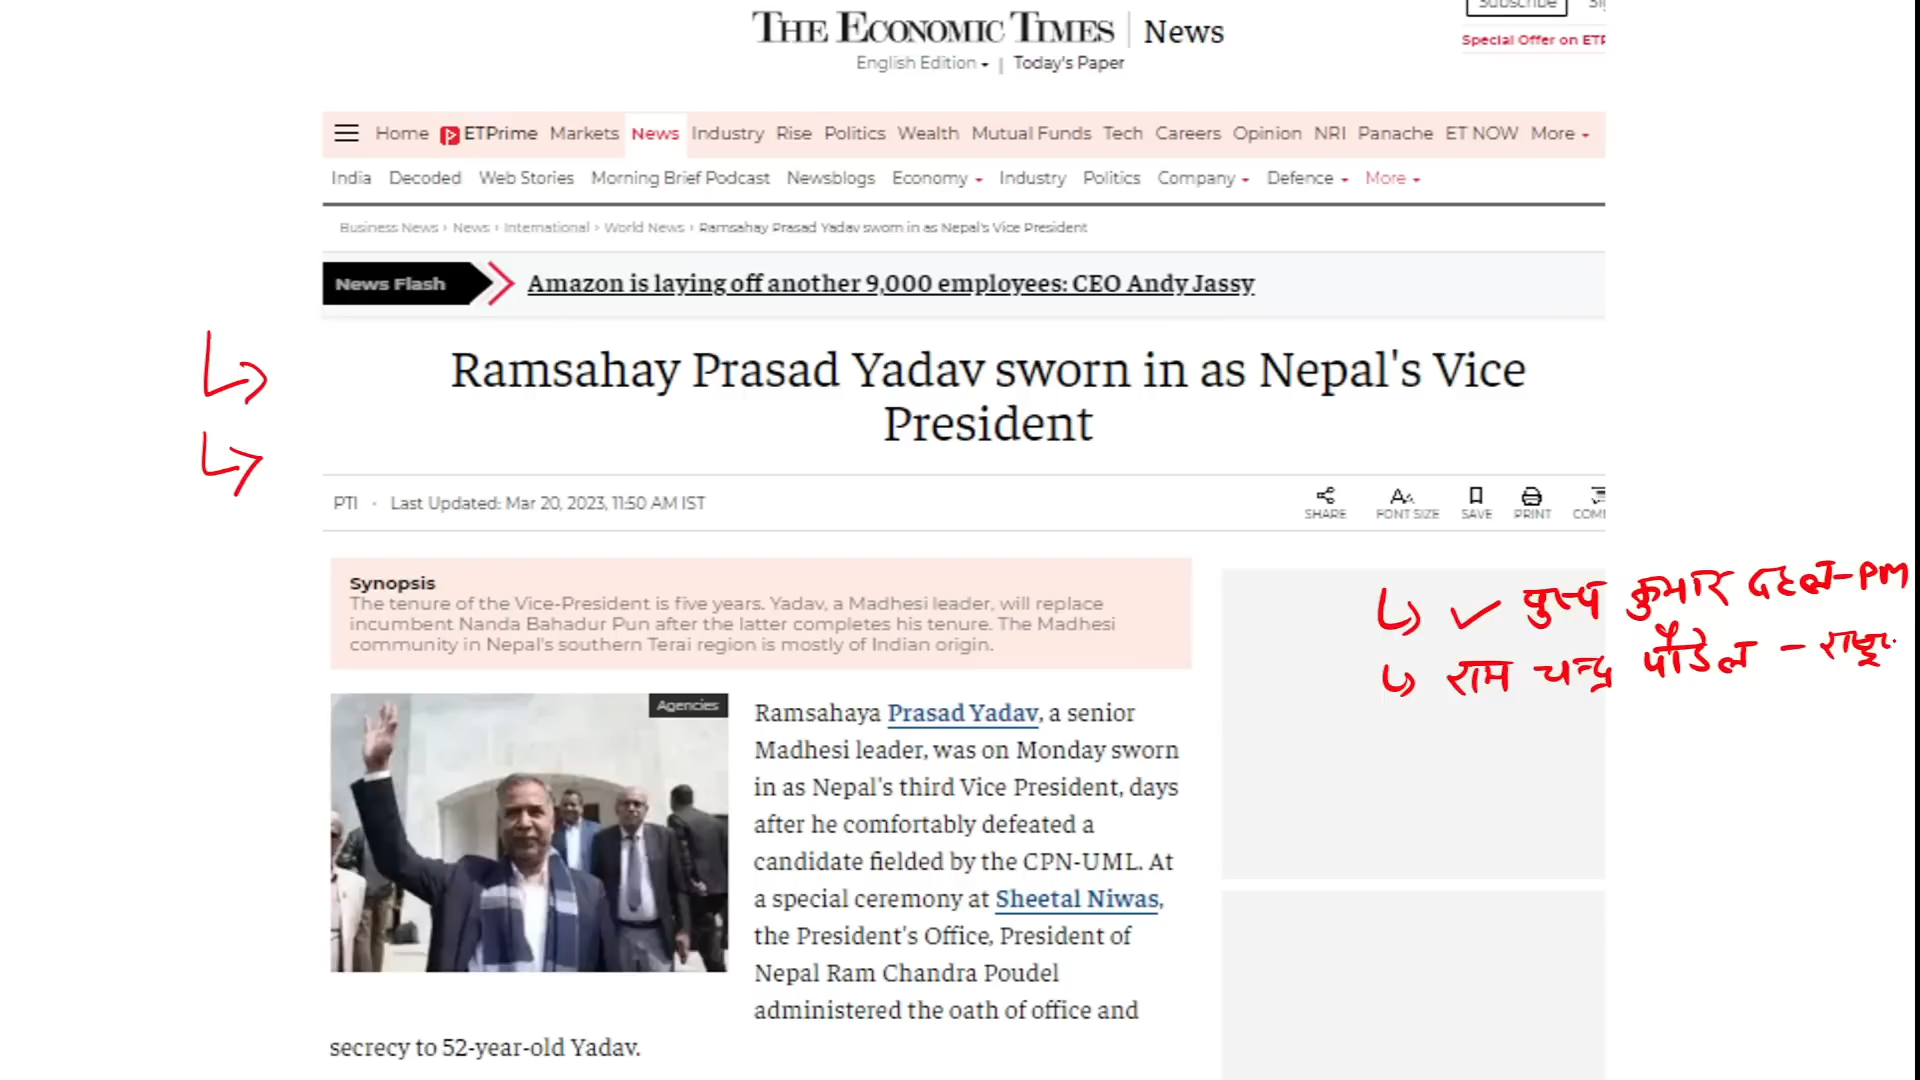 Subscribe
THE ECONOMIC TIMES | News
Special Offer on ETP
English Edition | Today's Paper
Home ETPrime Markets News Industry Rise Politics Wealth Mutual Funds Tech Careers Opinion NRI Panache ET NOW More
India Decoded Web Stories Morning Brief Podcast Newsblogs Economy Industry Politics Company Defence More
Business News › News › International › World News › Ramsahay Prasad Yadav sworn in as Nepal's Vice President
News Flash Amazon is laying off another 9,000 employees: CEO Andy Jassy
Ramsahay Prasad Yadav sworn in as Nepal's Vice
President
PTI · Last Updated: Mar 20, 2023, 11:50 AM IST
SHARE FONT SIZE SAVE PRINT COMM
Synopsis
The tenure of the Vice-President is five years. Yadav, a Madhesi leader, will replace
incumbent Nanda Bahadur Pun after the latter completes his tenure. The Madhesi
community in Nepal's southern Terai region is mostly of Indian origin.
पुष्प कुमार दहल-PM
राम चन्द्र पौडेल - राष्ट्र.
Agencies
Ramsahaya Prasad Yadav, a senior
Madhesi leader, was on Monday sworn
in as Nepal's third Vice President, days
after he comfortably defeated a
candidate fielded by the CPN-UML. At
a special ceremony at Sheetal Niwas,
the President's Office, President of
Nepal Ram Chandra Poudel
administered the oath of office and
secrecy to 52-year-old Yadav.